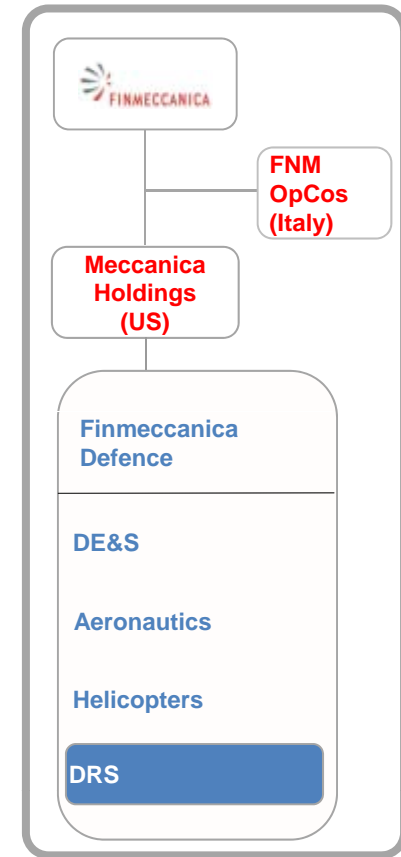 FINMECCANICA
FNM
OpCos
(Italy)
Meccanica
Holdings
(US)
Finmeccanica
Defence
DE&S
Aeronautics
Helicopters
DRS